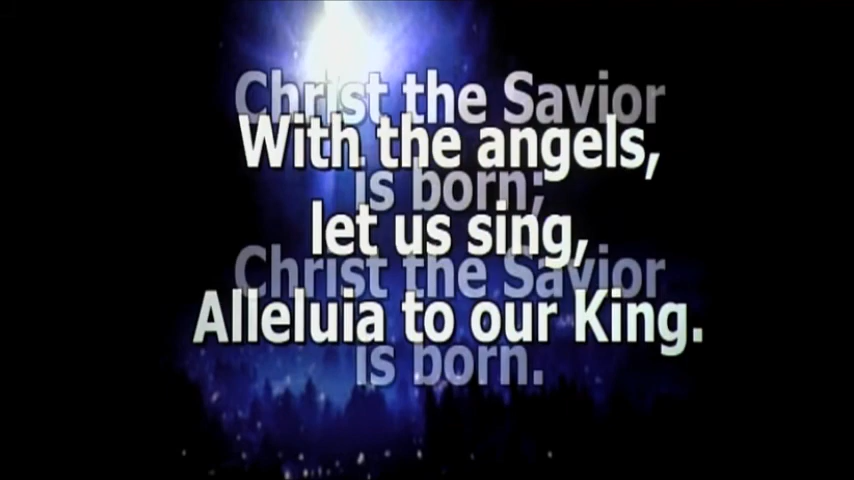 Christ the Savior
With the angels,
is born;
let us sing,
Christ the Savior
Alleluia to our King.
is born.